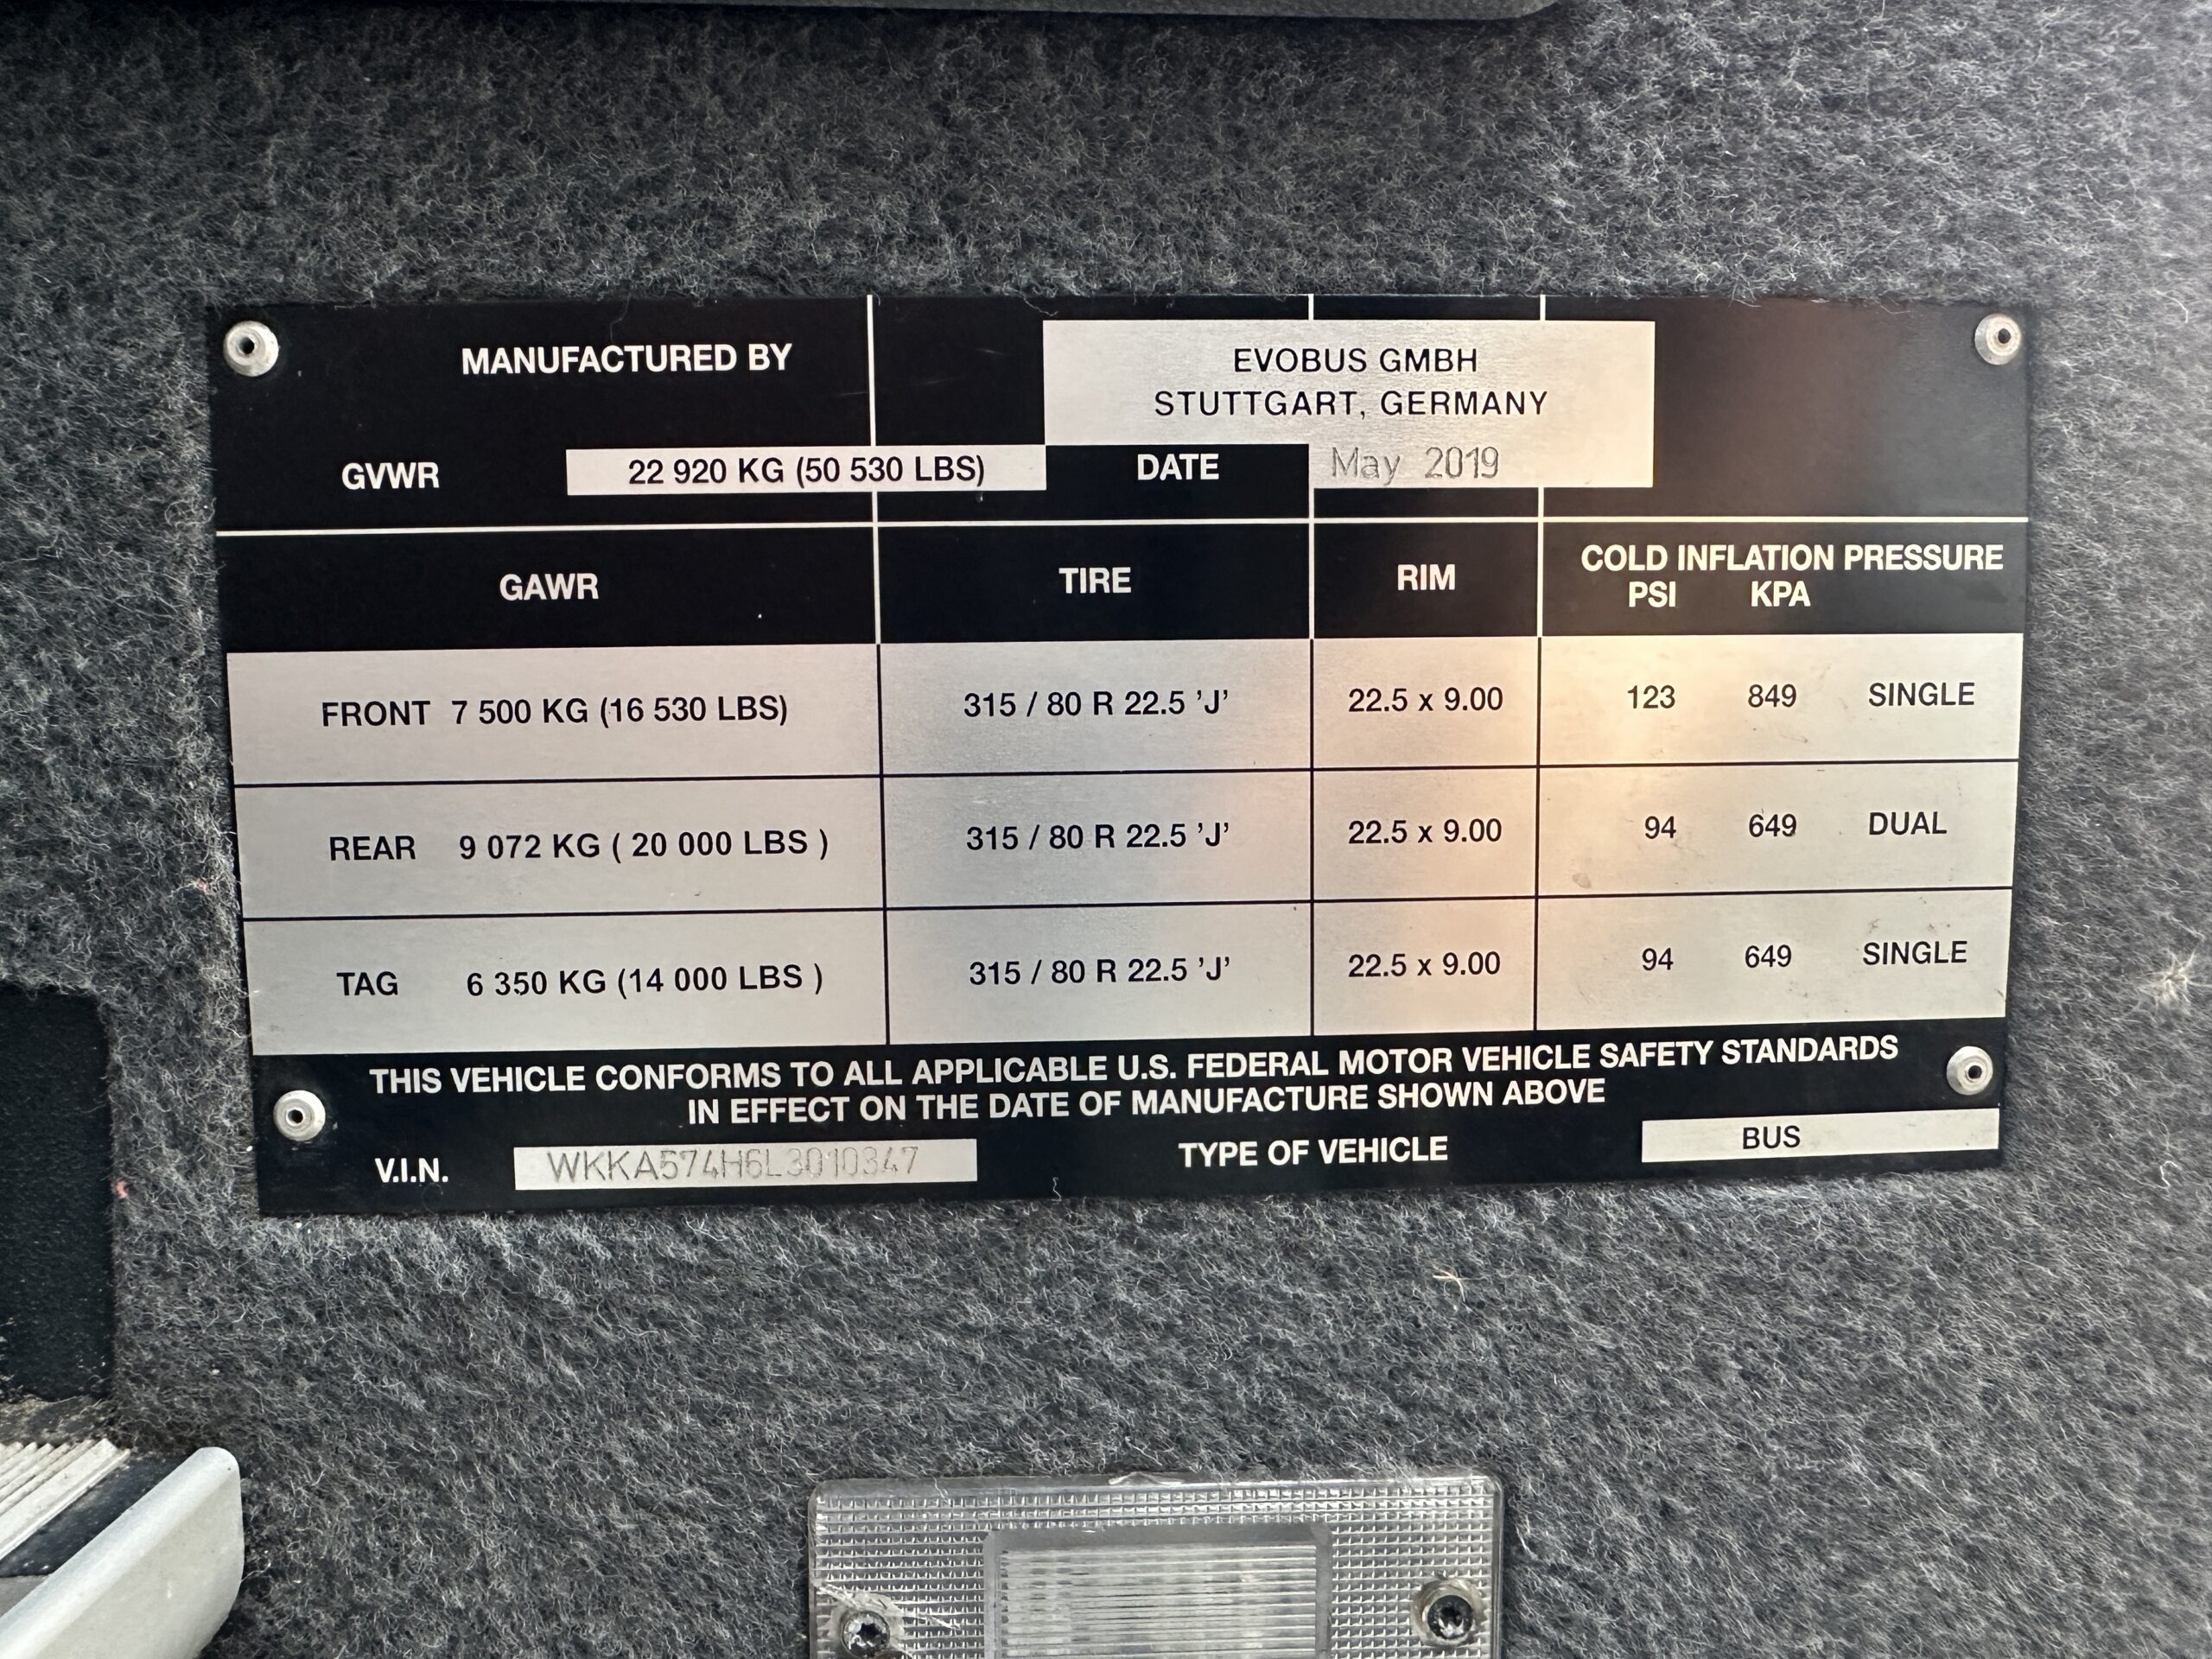 MANUFACTURED BY
EVOBUS GMBH
STUTTGART, GERMANY
GVWR 22 920 KG (50 530 LBS) DATE May 2019
GAWR TIRE RIM COLD INFLATION PRESSURE
PSI KPA
FRONT 7 500 KG (16 530 LBS) 315 / 80 R 22.5 'J' 22.5 x 9.00 123 849 SINGLE
REAR 9 072 KG ( 20 000 LBS ) 315 / 80 R 22.5 'J' 22.5 x 9.00 94 649 DUAL
TAG 6 350 KG (14 000 LBS ) 315 / 80 R 22.5 'J' 22.5 x 9.00 94 649 SINGLE
THIS VEHICLE CONFORMS TO ALL APPLICABLE U.S. FEDERAL MOTOR VEHICLE SAFETY STANDARDS
IN EFFECT ON THE DATE OF MANUFACTURE SHOWN ABOVE
V.I.N. WKKA574H6L3010347 TYPE OF VEHICLE BUS